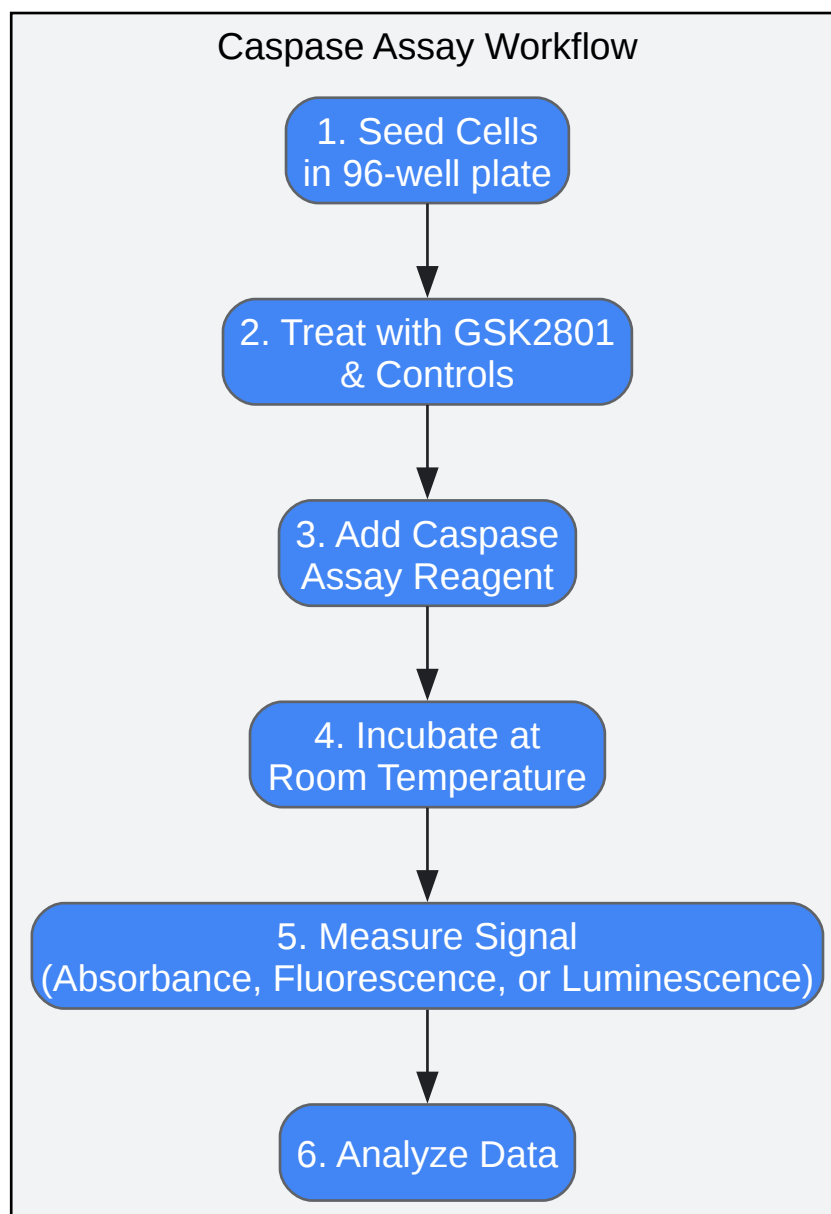 Caspase Assay Workflow
1. Seed Cells
in 96-well plate
2. Treat with GSK2801
& Controls
3. Add Caspase
Assay Reagent
4. Incubate at
Room Temperature
5. Measure Signal
(Absorbance, Fluorescence, or Luminescence)
6. Analyze Data